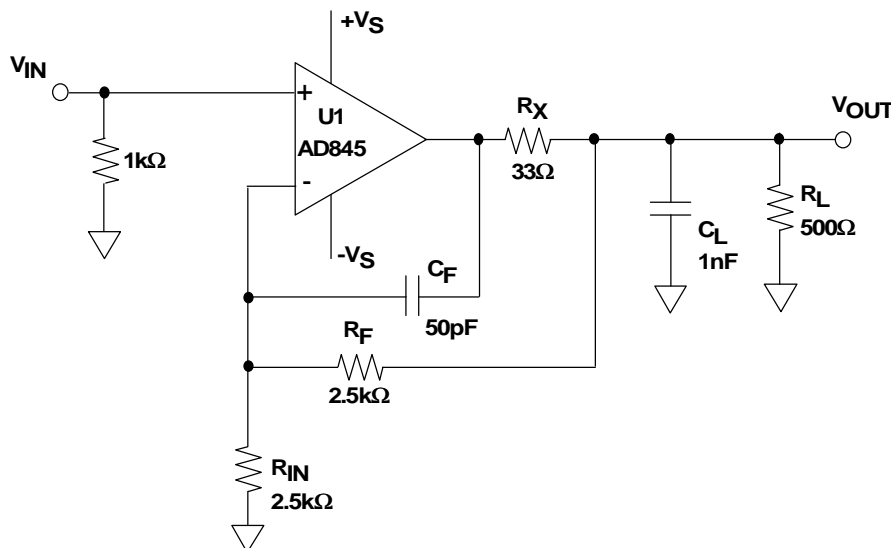 +VS
VIN
+
U1
AD845
-
-VS
1kΩ
RX
33Ω
VOUT
CL
1nF
RL
500Ω
CF
50pF
RF
2.5kΩ
RIN
2.5kΩ